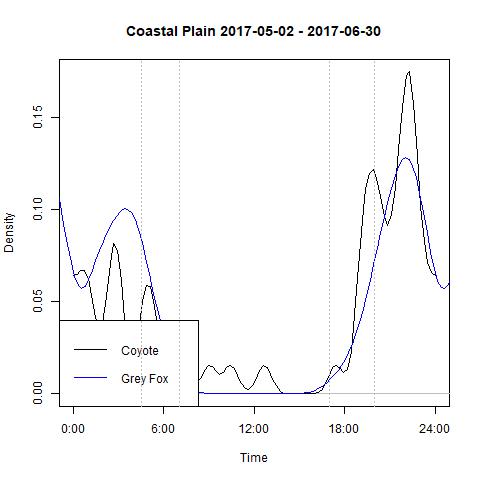 Coastal Plain 2017-05-02 - 2017-06-30
Density
0.15
0.10
0.05
0.00
Coyote
Grey Fox
0:00 6:00 12:00 18:00 24:00
Time